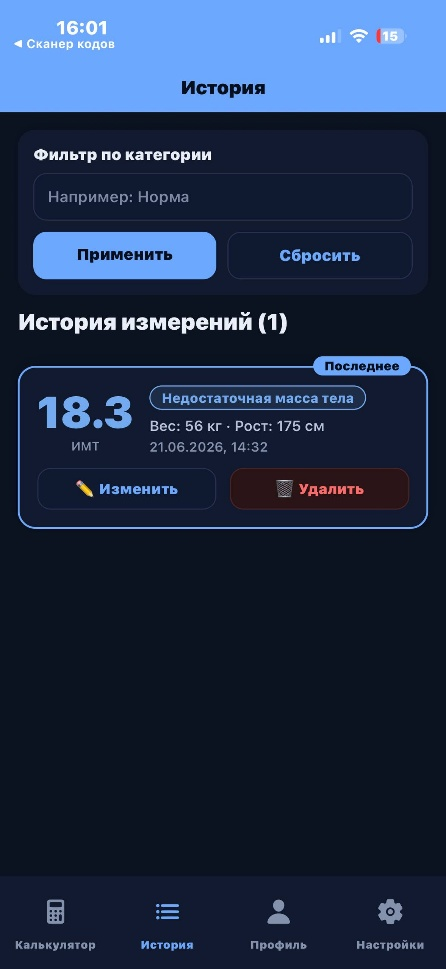 16:01
◀ Сканер кодов
15
История
Фильтр по категории
Например: Норма
Применить
Сбросить
История измерений (1)
Последнее
18.3
ИМТ
Недостаточная масса тела
Вес: 56 кг · Рост: 175 см
21.06.2026, 14:32
✏️ Изменить
🗑️ Удалить
Калькулятор
История
Профиль
Настройки